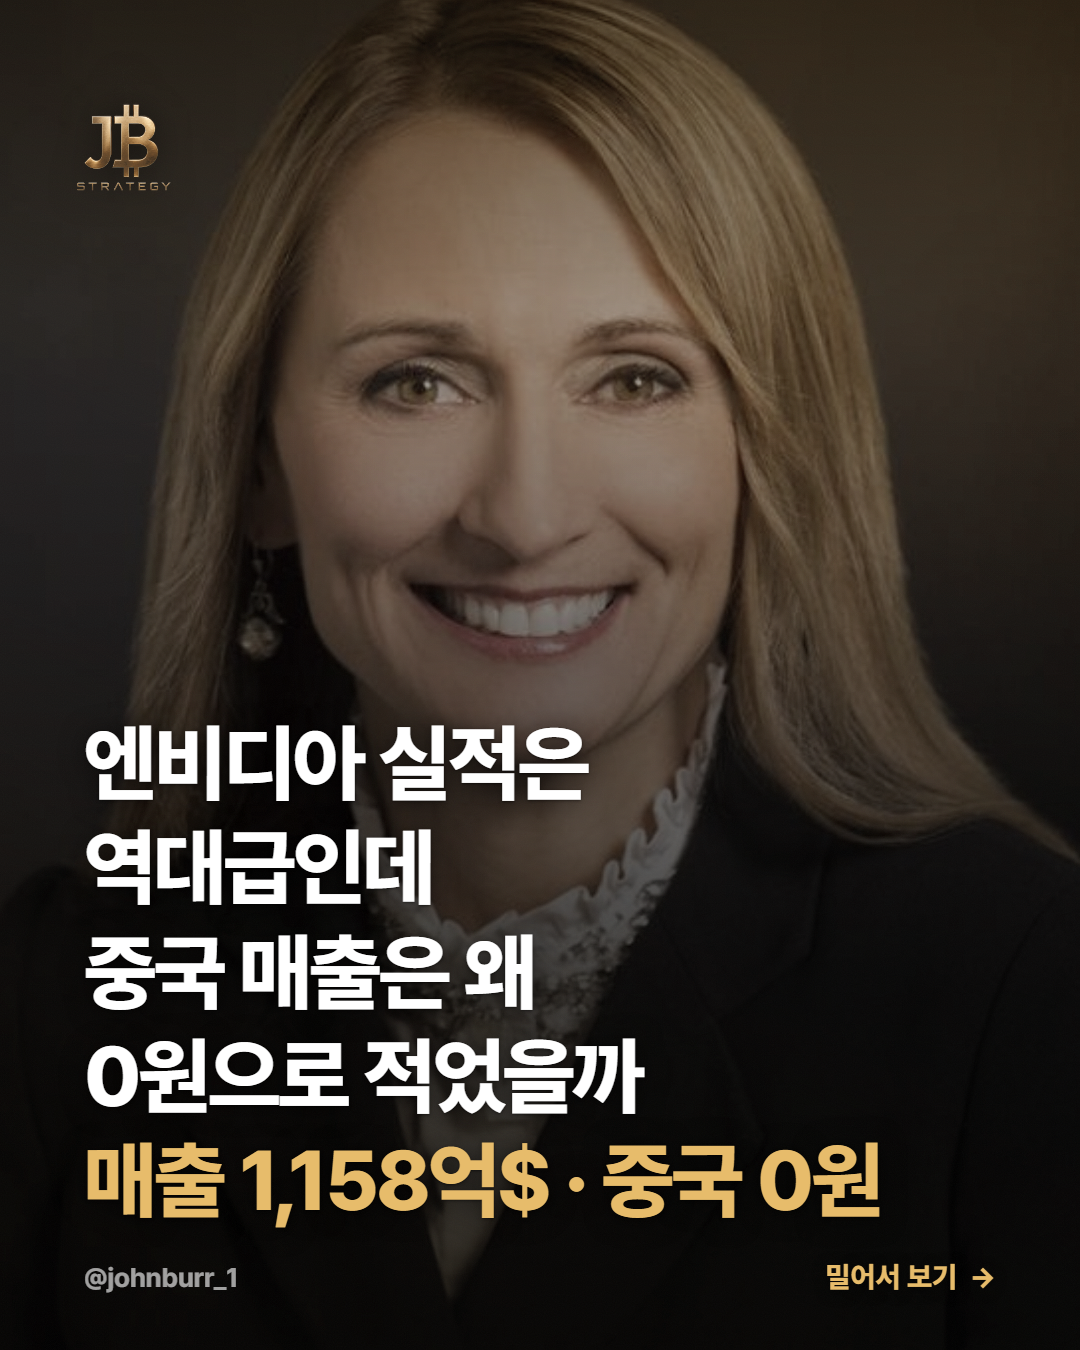 JB
STRATEGY
엔비디아 실적은
역대급인데
중국 매출은 왜
0원으로 적었을까
매출 1,158억$ · 중국 0원
@johnburr_1
밀어서 보기 →